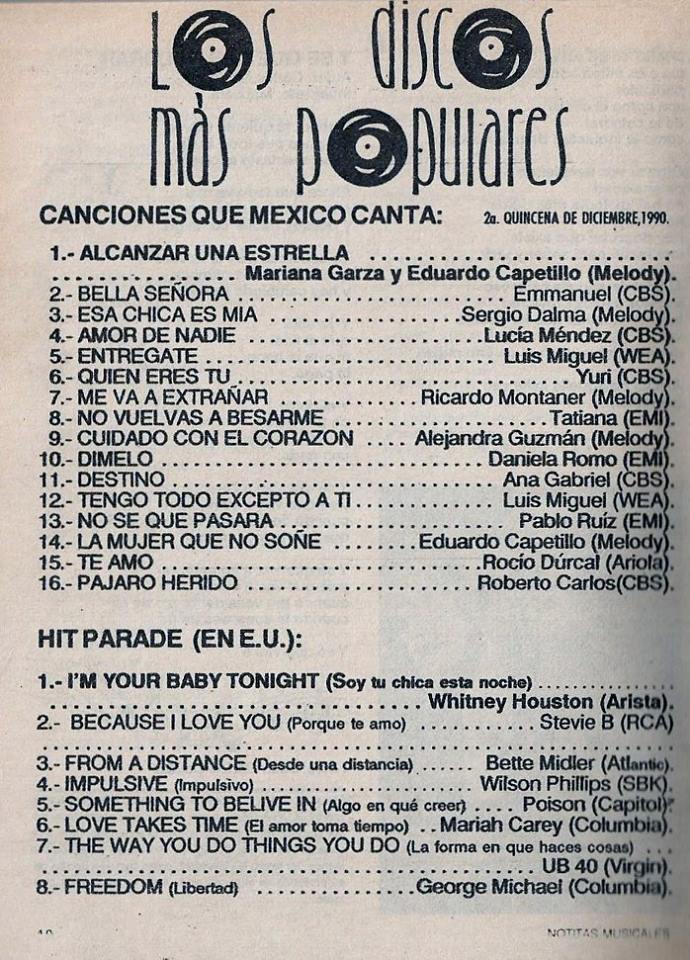 Los discos
más populares
CANCIONES QUE MEXICO CANTA: 2a. QUINCENA DE DICIEMBRE,1990.
1.- ALCANZAR UNA ESTRELLA ..............................
.................. Mariana Garza y Eduardo Capetillo (Melody).
2.- BELLA SEÑORA ........................... Emmanuel (CBS).
3.- ESA CHICA ES MIA .................... Sergio Dalma (Melody).
4.- AMOR DE NADIE ........................ Lucía Méndez (CBS).
5.- ENTREGATE ............................ Luis Miguel (WEA).
6.- QUIEN ERES TU .................................. Yuri (CBS).
7.- ME VA A EXTRAÑAR ............... Ricardo Montaner (Melody).
8.- NO VUELVAS A BESARME .................... Tatiana (EMI).
9.- CUIDADO CON EL CORAZON .... Alejandra Guzmán (Melody).
10.- DIMELO ................................ Daniela Romo (EMI).
11.- DESTINO ................................ Ana Gabriel (CBS).
12.- TENGO TODO EXCEPTO A TI ............... Luis Miguel (WEA).
13.- NO SE QUE PASARA ....................... Pablo Ruíz (EMI).
14.- LA MUJER QUE NO SOÑE ....... Eduardo Capetillo (Melody).
15.- TE AMO ............................... Rocío Dúrcal (Ariola).
16.- PAJARO HERIDO ...................... Roberto Carlos(CBS).
HIT PARADE (EN E.U.):
1.- I'M YOUR BABY TONIGHT (Soy tu chica esta noche) ............
................................... Whitney Houston (Arista).
2.- BECAUSE I LOVE YOU (Porque te amo) ........... Stevie B (RCA)
3.- FROM A DISTANCE (Desde una distancia) ...... Bette Midler (Atlantic).
4.- IMPULSIVE (Impulsivo) ..................... Wilson Phillips (SBK).
5.- SOMETHING TO BELIVE IN (Algo en qué creer) .... Poison (Capitol).
6.- LOVE TAKES TIME (El amor toma tiempo) .. Mariah Carey (Columbia).
7.- THE WAY YOU DO THINGS YOU DO (La forma en que haces cosas) ...
............................................... UB 40 (Virgin).
8.- FREEDOM (Libertad) ............. George Michael (Columbia).
NOTITAS MUSICALES